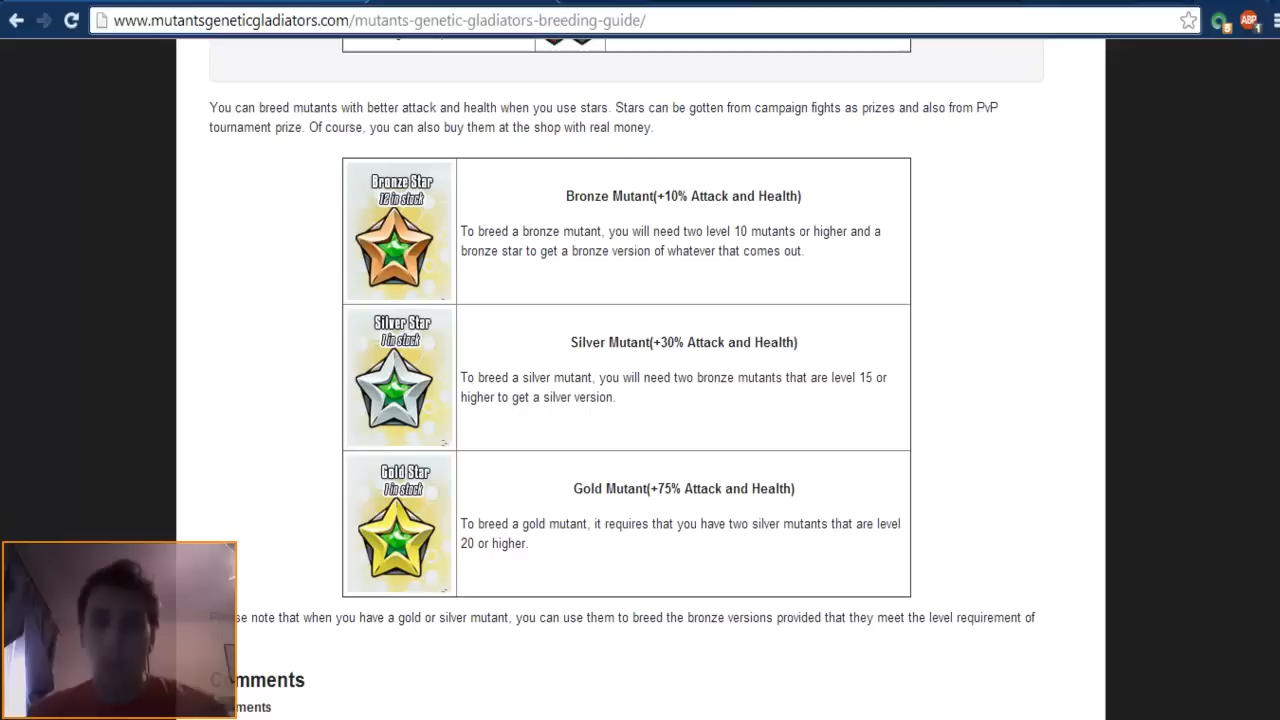 www.mutantsgeneticgladiators.com/mutants-genetic-gladiators-breeding-guide/
ABP
5
1
You can breed mutants with better attack and health when you use stars. Stars can be gotten from campaign fights as prizes and also from PvP
tournament prize. Of course, you can also buy them at the shop with real money.
Bronze Star
12 in stock
Bronze Mutant(+10% Attack and Health)
To breed a bronze mutant, you will need two level 10 mutants or higher and a
bronze star to get a bronze version of whatever that comes out.
Silver Star
1 in stock
Silver Mutant(+30% Attack and Health)
To breed a silver mutant, you will need two bronze mutants that are level 15 or
higher to get a silver version.
Gold Star
1 in stock
Gold Mutant(+75% Attack and Health)
To breed a gold mutant, it requires that you have two silver mutants that are level
20 or higher.
note that when you have a gold or silver mutant, you can use them to breed the bronze versions provided that they meet the level requirement of
Comments